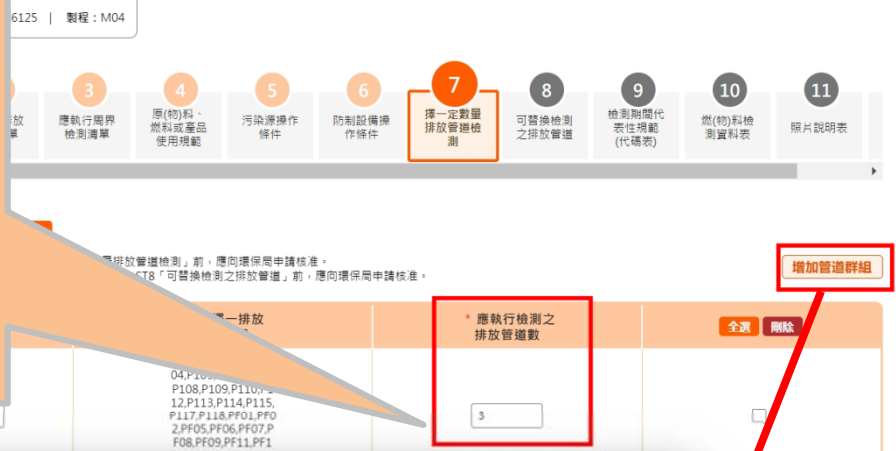 6125 | 製程：M04
3
4
5
6
7
8
9
10
11
放
單
應執行周界
檢測清單
原(物)料、
燃料或產品
使用規範
污染源操作
條件
防制設備操
作條件
擇一定數量
排放管道檢
測
可替換檢測
之排放管道
檢測期間代
表性規範
(代碼表)
燃(物)料檢
測資料表
照片說明表
排放管道檢測」前，應向環保局申請核准。
ST8「可替換檢測之排放管道」前，應向環保局申請核准。
增加管道群組
一排放
* 應執行檢測之
排放管道數
全選 刪除
P108,P109,P110,
12,P113,P114,P115,
P117,P118,PF01,PF0
2,PF05,PF06,PF07,P
F08,PF09,PF11,PF1
3